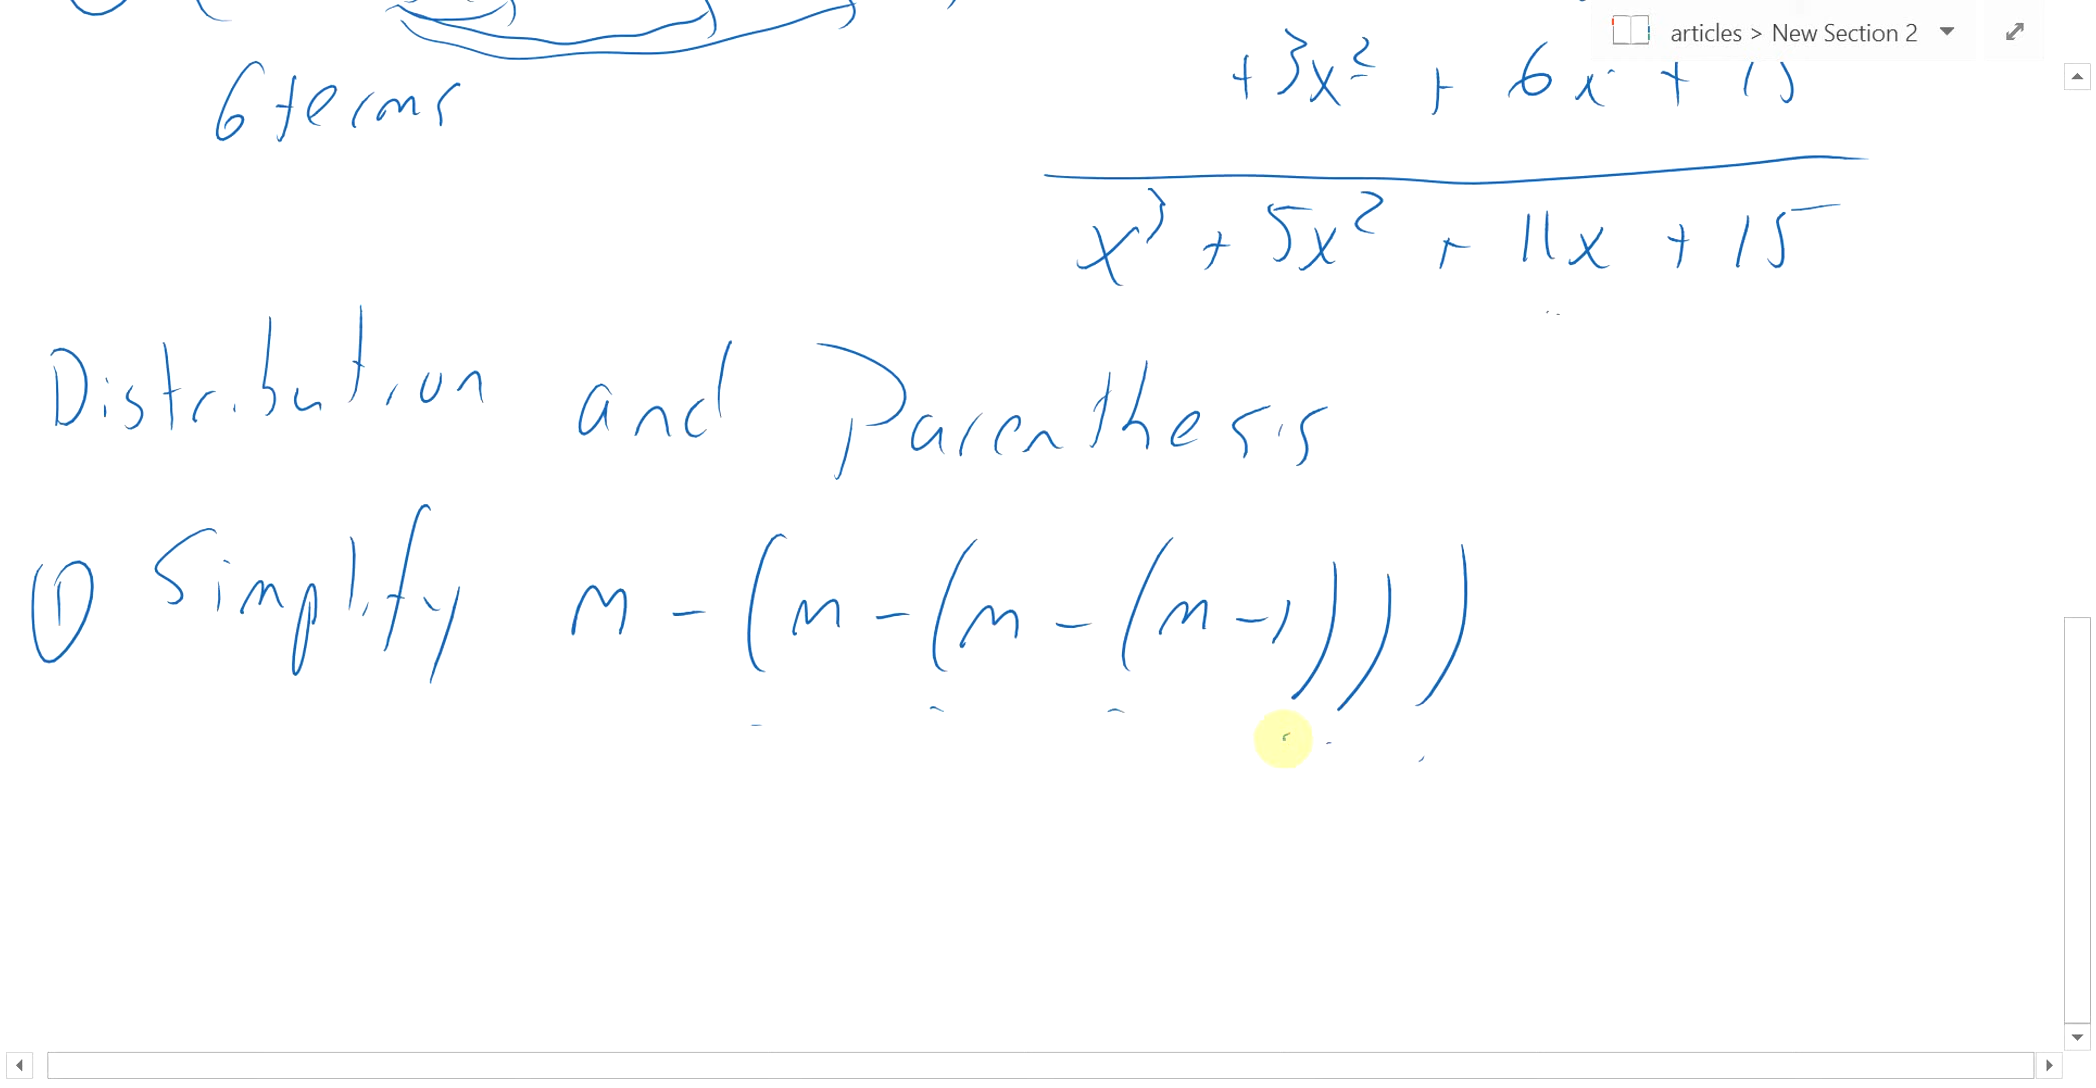 articles > New Section 2
+3x² + 6x + 15
6 terms
x³ + 5x² + 11x + 15
Distribution and Parenthesis
① Simplify m - (m - (m - (m - 1)))